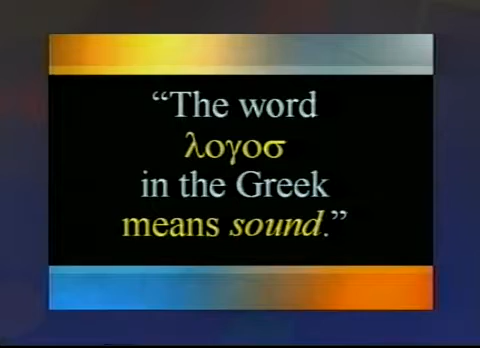 “The word
λογοσ
in the Greek
means sound.”